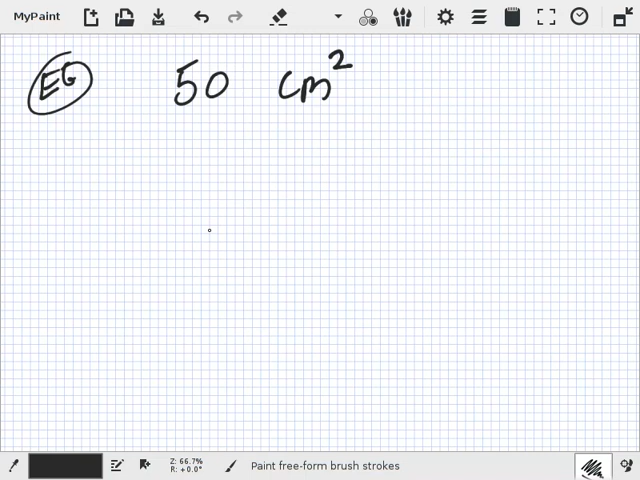 MyPaint
EG 50 cm²
Z: 66.7%
R: +0.0°
Paint free-form brush strokes